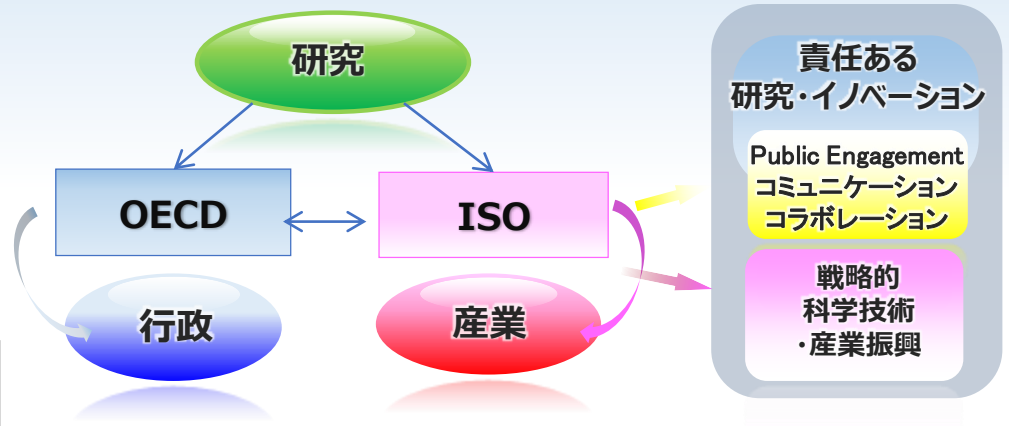 研究
OECD
ISO
行政
産業
責任ある
研究・イノベーション
Public Engagement
コミュニケーション
コラボレーション
戦略的
科学技術
・産業振興